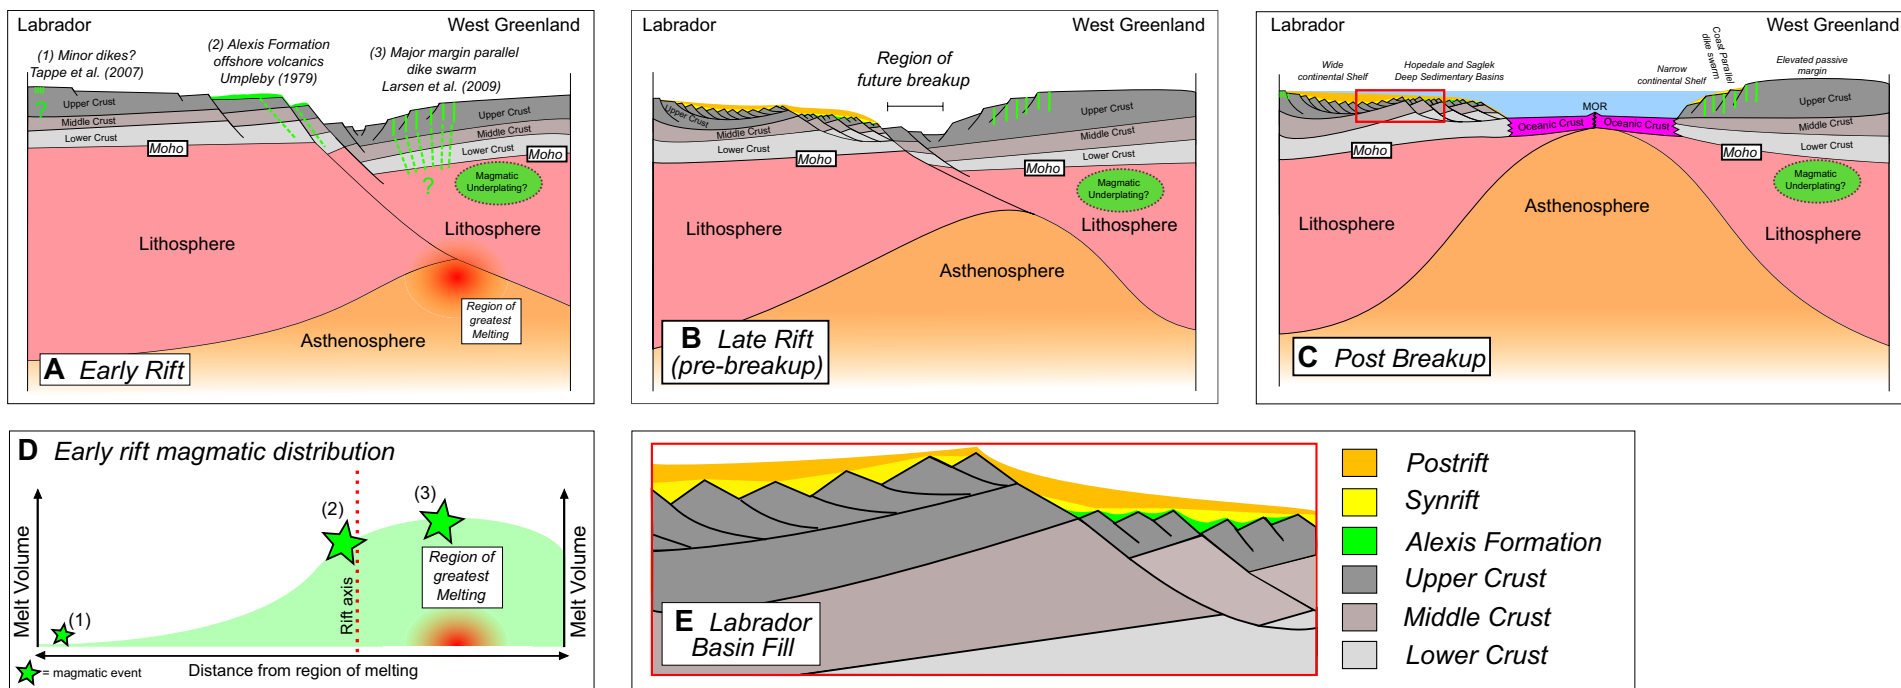 Labrador
West Greenland
(1) Minor dikes?
Tappe et al. (2007)
(2) Alexis Formation
offshore volcanics
Umpleby (1979)
(3) Major margin parallel
dike swarm
Larsen et al. (2009)
?
Upper Crust
Middle Crust
Lower Crust
Moho
Upper Crust
Middle Crust
Lower Crust
Moho
?
Magmatic
Underplating?
Lithosphere
Lithosphere
Region of
greatest
Melting
Asthenosphere
A Early Rift
Labrador
West Greenland
Region of
future breakup
Upper Crust
Middle Crust
Lower Crust
Moho
Upper Crust
Middle Crust
Lower Crust
Moho
Magmatic
Underplating?
Lithosphere
Lithosphere
Asthenosphere
B Late Rift
(pre-breakup)
Labrador
West Greenland
Wide
continental Shelf
Hopedale and Saglek
Deep Sedimentary Basins
Narrow
continental Shelf
Coast Parallel
dike swarm
Elevated passive
margin
MOR
Oceanic Crust
Oceanic Crust
Upper Crust
Middle Crust
Lower Crust
Moho
Moho
Magmatic
Underplating?
Lithosphere
Asthenosphere
Lithosphere
C Post Breakup
D Early rift magmatic distribution
Melt Volume
(1)
(2)
(3)
Rift axis
Region of
greatest
Melting
Melt Volume
Distance from region of melting
= magmatic event
E Labrador
Basin Fill
Postrift
Synrift
Alexis Formation
Upper Crust
Middle Crust
Lower Crust